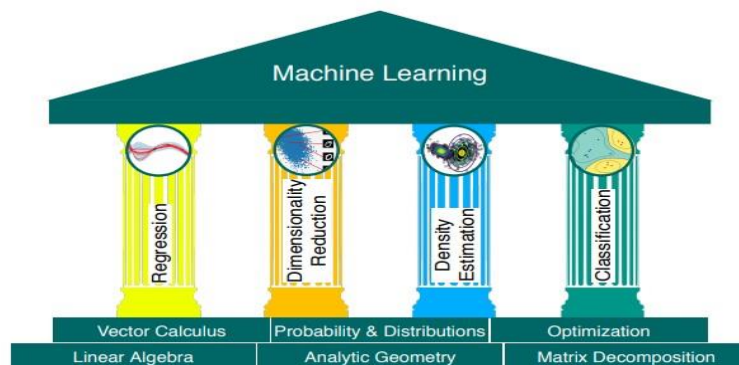 Machine Learning
Regression
Dimensionality
Reduction
Density
Estimation
Classification
Vector Calculus
Probability & Distributions
Optimization
Linear Algebra
Analytic Geometry
Matrix Decomposition